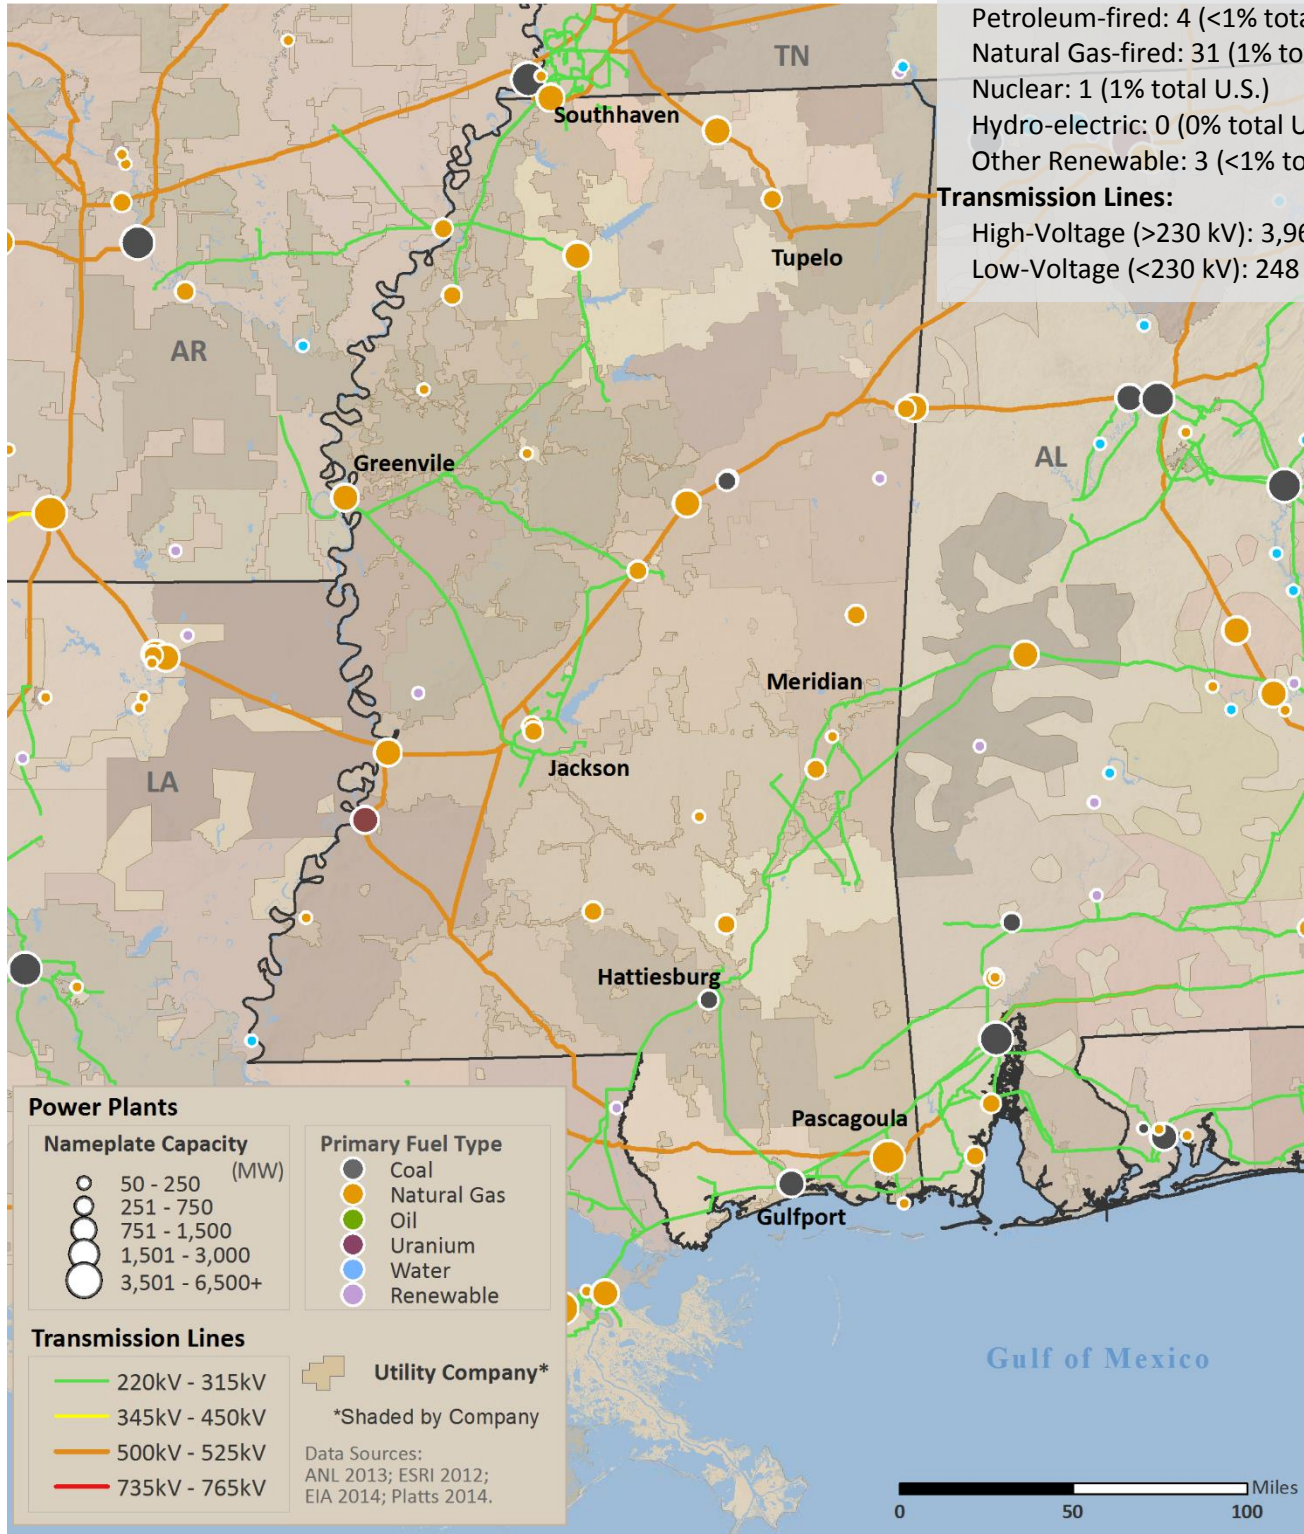 Petroleum-fired: 4 (<1% tota
Natural Gas-fired: 31 (1% to
Nuclear: 1 (1% total U.S.)
Hydro-electric: 0 (0% total U
Other Renewable: 3 (<1% to
Transmission Lines:
High-Voltage (>230 kV): 3,96
Low-Voltage (<230 kV): 248
TN
Southhaven
Tupelo
AR
Greenvile
AL
Meridian
Jackson
LA
Hattiesburg
Pascagoula
Gulfport
Gulf of Mexico
Power Plants
Nameplate Capacity
(MW)
50 - 250
251 - 750
751 - 1,500
1,501 - 3,000
3,501 - 6,500+
Primary Fuel Type
Coal
Natural Gas
Oil
Uranium
Water
Renewable
Transmission Lines
220kV - 315kV
345kV - 450kV
500kV - 525kV
735kV - 765kV
Utility Company*
*Shaded by Company
Data Sources:
ANL 2013; ESRI 2012;
EIA 2014; Platts 2014.
Miles
0 50 100